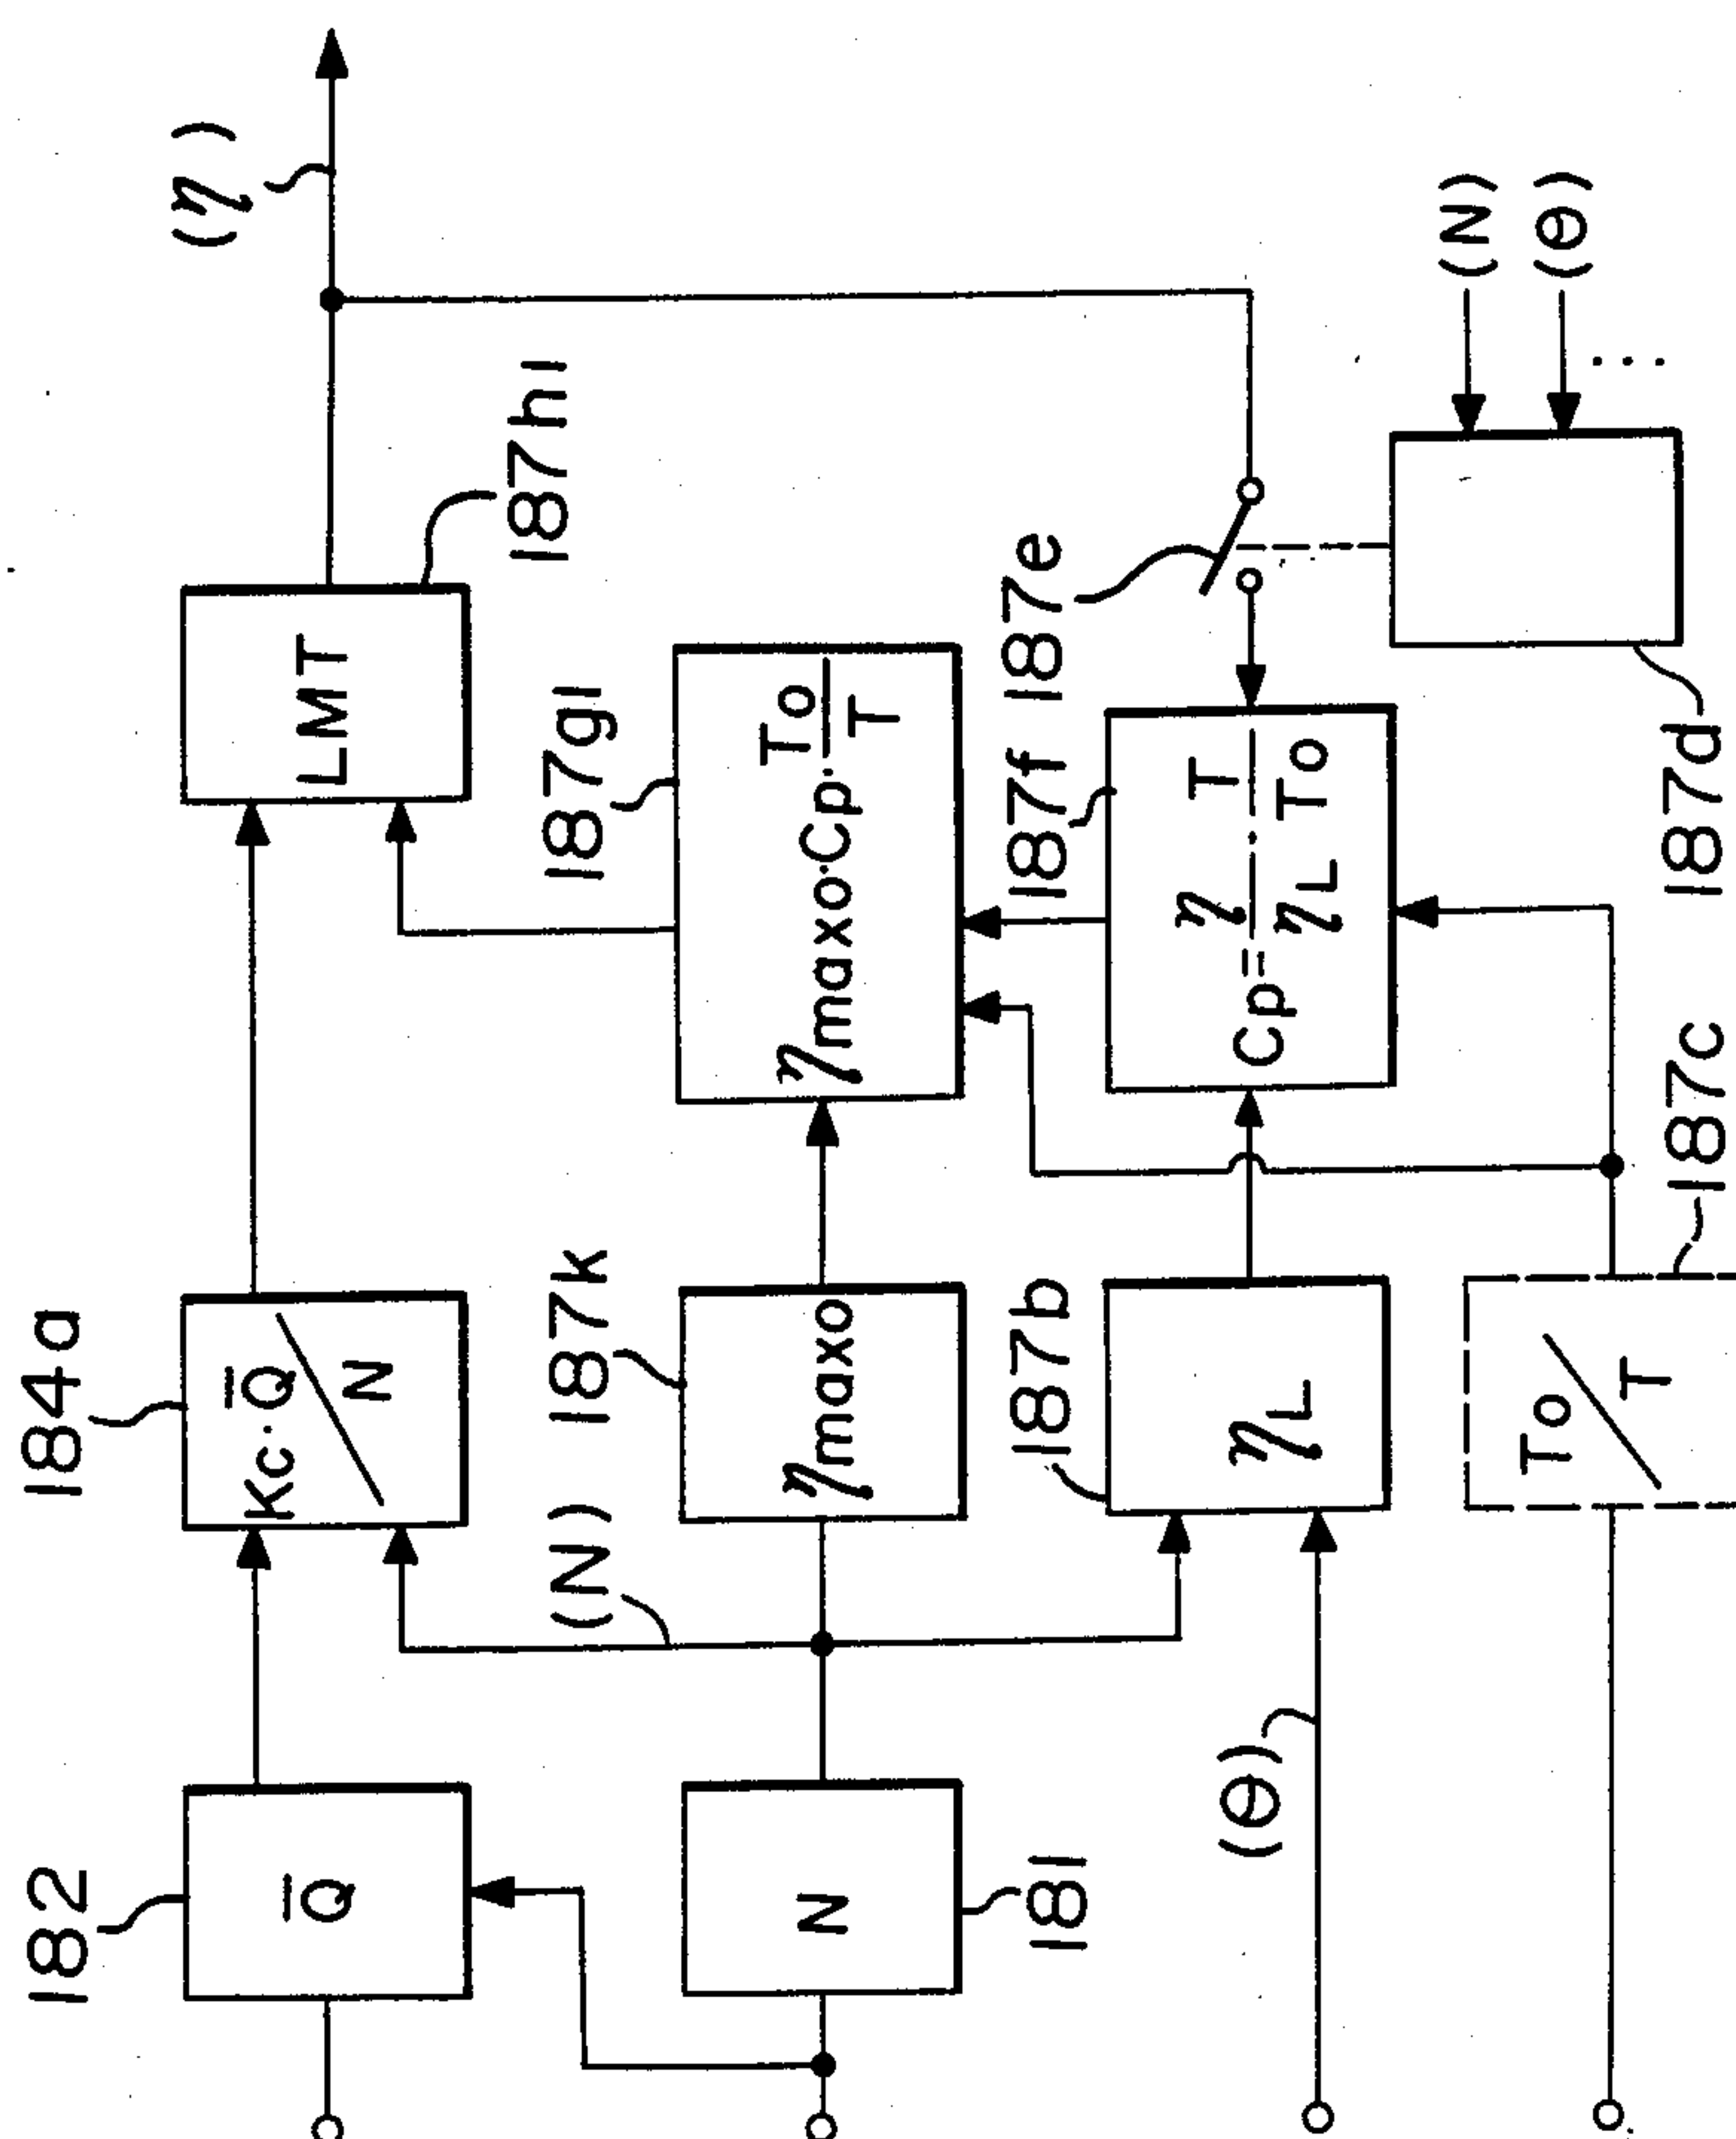 182
Q̄
184a
Kc·Q̄/N
LMT
187h1
(η)
N
181
(N)
187k
ηmaxo
187g1
ηmaxo·Cp·To/T
(θ)
187b
ηL
187f
Cp=η/ηL·T/To
187e
To/T
187c
187d
(N)
(θ)
...